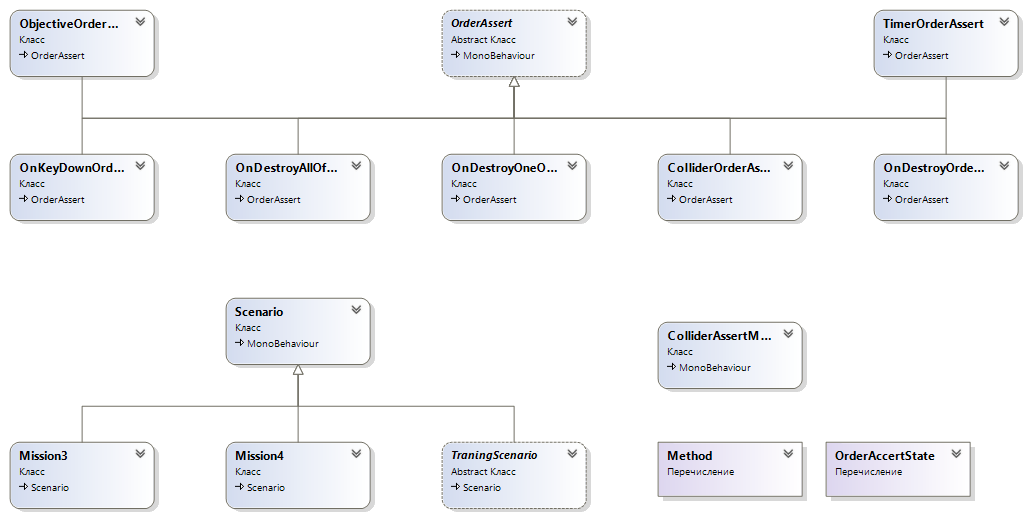 ObjectiveOrder...
Класс
OrderAssert
OrderAssert
Abstract Класс
MonoBehaviour
TimerOrderAssert
Класс
OrderAssert
OnKeyDownOrd...
Класс
OrderAssert
OnDestroyAllOf...
Класс
OrderAssert
OnDestroyOneO...
Класс
OrderAssert
ColliderOrderAs...
Класс
OrderAssert
OnDestroyOrde...
Класс
OrderAssert
Scenario
Класс
MonoBehaviour
ColliderAssertM...
Класс
MonoBehaviour
Mission3
Класс
Scenario
Mission4
Класс
Scenario
TraningScenario
Abstract Класс
Scenario
Method
Перечисление
OrderAccertState
Перечисление